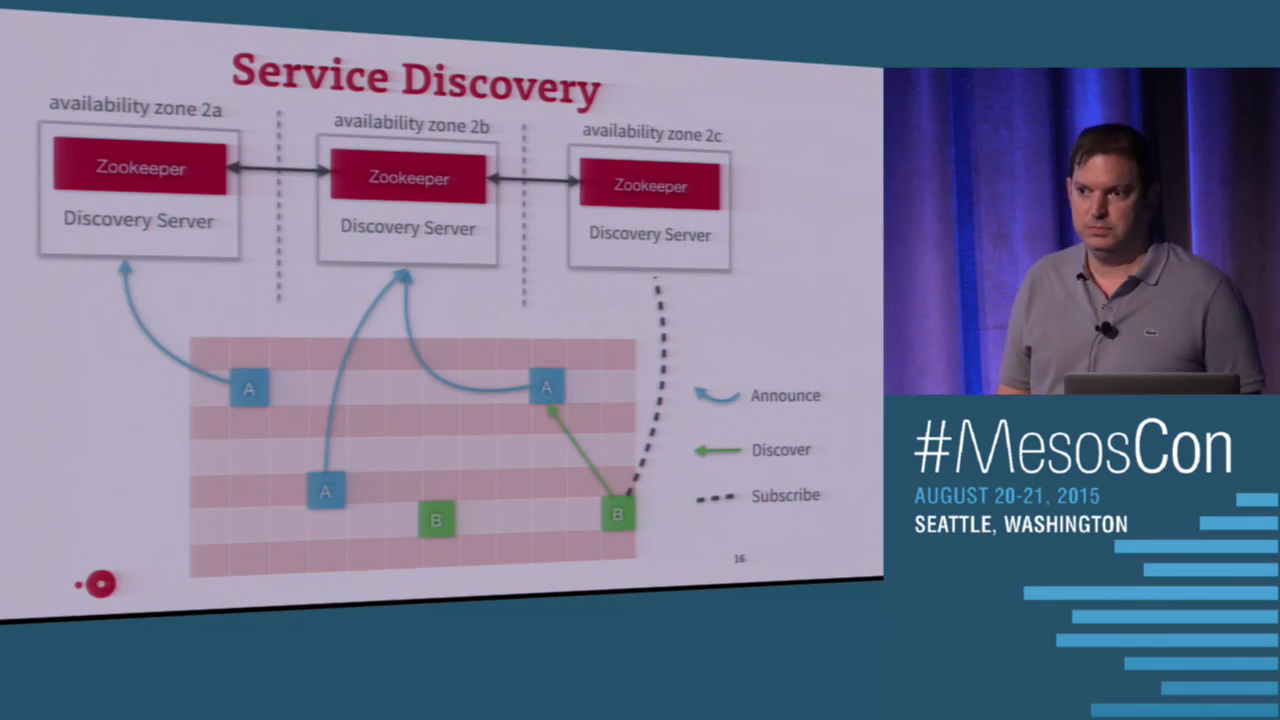 Service Discovery
availability zone 2a
availability zone 2b
availability zone 2c
Zookeeper
Zookeeper
Zookeeper
Discovery Server
Discovery Server
Discovery Server
A
A
A
B
B
Announce
Discover
Subscribe
16
#MesosCon
AUGUST 20-21, 2015
SEATTLE, WASHINGTON